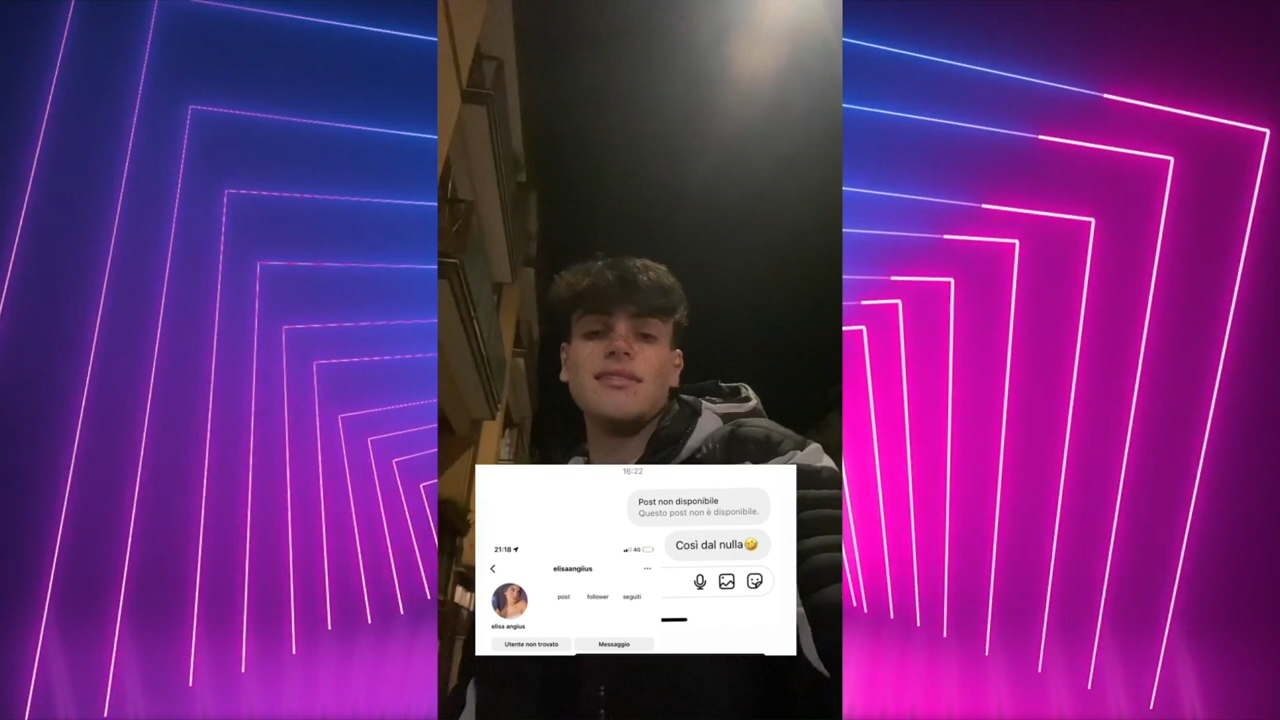 16:22
Post non disponibile
Questo post non è disponibile.
Così dal nulla🤣
21:18
4G
elisaangiius
...
post follower seguiti
elisa angius
Utente non trovato Messaggio